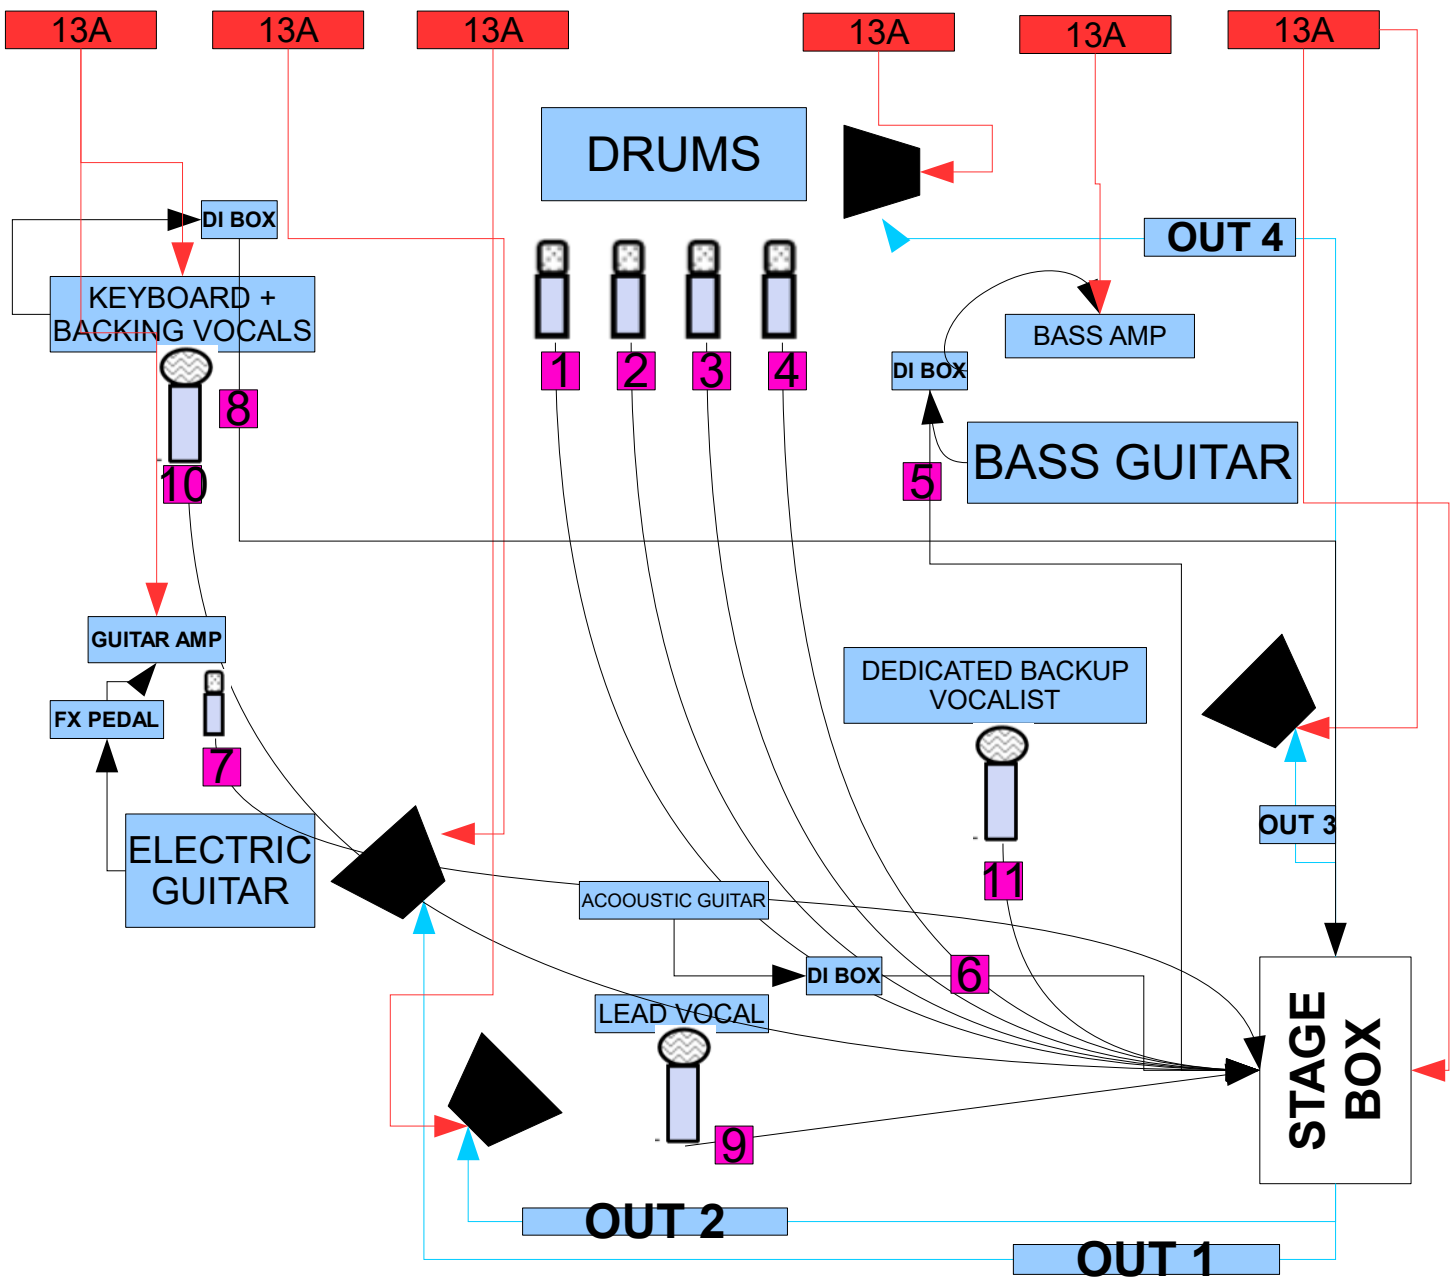 13A
13A
13A
13A
13A
13A
DRUMS
DI BOX
OUT 4
KEYBOARD +
BACKING VOCALS
BASS AMP
1
2
3
4
DI BOX
8
BASS GUITAR
10
5
GUITAR AMP
DEDICATED BACKUP
VOCALIST
FX PEDAL
7
OUT 3
ELECTRIC
GUITAR
11
ACOOUSTIC GUITAR
DI BOX
6
LEAD VOCAL
STAGE
BOX
9
OUT 2
OUT 1